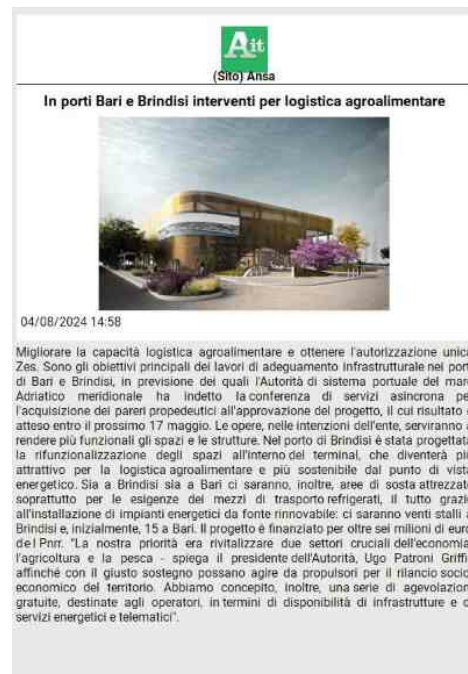 Ait
(Sito) Ansa
In porti Bari e Brindisi interventi per logistica agroalimentare
04/08/2024 14:58
Migliorare la capacità logistica agroalimentare e ottenere l'autorizzazione unica
Zes. Sono gli obiettivi principali dei lavori di adeguamento infrastrutturale nei port
di Bari e Brindisi, in previsione dei quali l'Autorità di sistema portuale del mar
Adriatico meridionale ha indetto la conferenza di servizi asincrona pe
l'acquisizione dei pareri propedeutici all'approvazione del progetto, il cui risultato è
atteso entro il prossimo 17 maggio. Le opere, nelle intenzioni dell'ente, serviranno a
rendere più funzionali gli spazi e le strutture. Nel porto di Brindisi è stata progettata
la rifunzionalizzazione degli spazi all'interno del terminal, che diventerà più
attrattivo per la logistica agroalimentare e più sostenibile dal punto di vista
energetico. Sia a Brindisi sia a Bari ci saranno, inoltre, aree di sosta attrezzate
soprattutto per le esigenze dei mezzi di trasporto refrigerati, il tutto grazie
all'installazione di impianti energetici da fonte rinnovabile: ci saranno venti stalli a
Brindisi e, inizialmente, 15 a Bari. Il progetto è finanziato per oltre sei milioni di euro
del Pnrr. "La nostra priorità era rivitalizzare due settori cruciali dell'economia
l'agricoltura e la pesca - spiega il presidente dell'Autorità, Ugo Patroni Griffi
affinché con il giusto sostegno possano agire da propulsori per il rilancio socio
economico del territorio. Abbiamo concepito, inoltre, una serie di agevolazion
gratuite, destinate agli operatori, in termini di disponibilità di infrastrutture e d
servizi energetici e telematici".